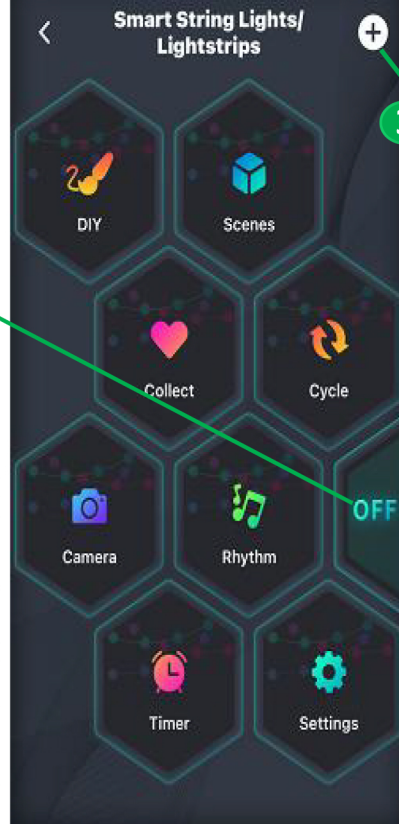 Smart String Lights/
Lightstrips
DIY
Scenes
Collect
Cycle
Camera
Rhythm
OFF
Timer
Settings